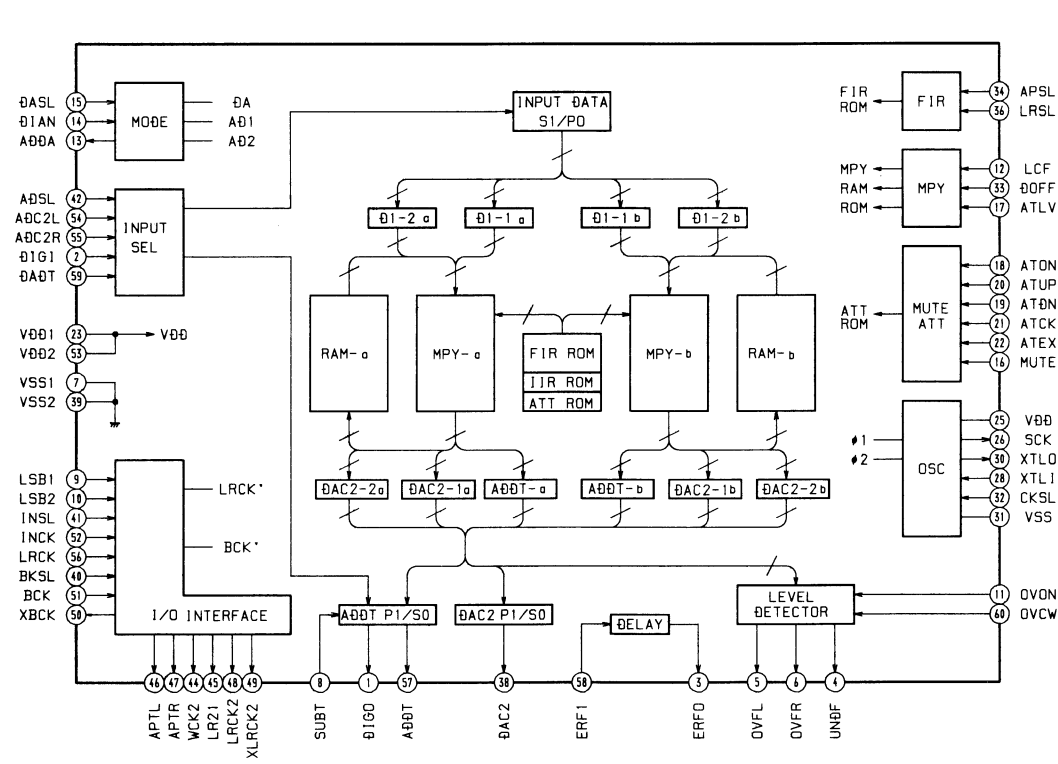 DASL 15
DIAN 14
ADDA 13
MODE
DA
AD1
AD2
INPUT DATA
S1/PO
FIR
ROM
FIR
34 APSL
36 LRSL
MPY
RAM
ROM
MPY
12 LCF
33 DOFF
17 ATLV
ADSL 42
ADC2L 54
ADC2R 55
DIGI 2
DADT 59
INPUT
SEL
D1-2a
D1-1a
D1-1b
D1-2b
ATT
ROM
MUTE
ATT
18 ATON
20 ATUP
19 ATDN
21 ATCK
22 ATEX
16 MUTE
VDD1 23
VDD2 53
VDD
VSS1 7
VSS2 39
RAM-a
MPY-a
FIR ROM
IIR ROM
ATT ROM
MPY-b
RAM-b
φ1
φ2
OSC
25 VDD
26 SCK
30 XTLO
28 XTLI
32 CKSL
31 VSS
LSB1 9
LSB2 10
INSL 41
INCK 52
LRCK 56
BKSL 40
BCK 51
XBCK 50
LRCK*
BCK*
I/O INTERFACE
DAC2-2a
DAC2-1a
ADDT-a
ADDT-b
DAC2-1b
DAC2-2b
ADDT P1/SO
DAC2 P1/SO
DELAY
LEVEL
DETECTOR
11 OVON
60 OVCW
46
47
44
45
48
49
8
1
57
38
58
3
5
6
4
APTL
APTR
WCK2
LR21
LRCK2
XLRCK2
SUBT
DIGO
ADDT
DAC2
ERF1
ERFO
OVFL
OVFR
UNDF